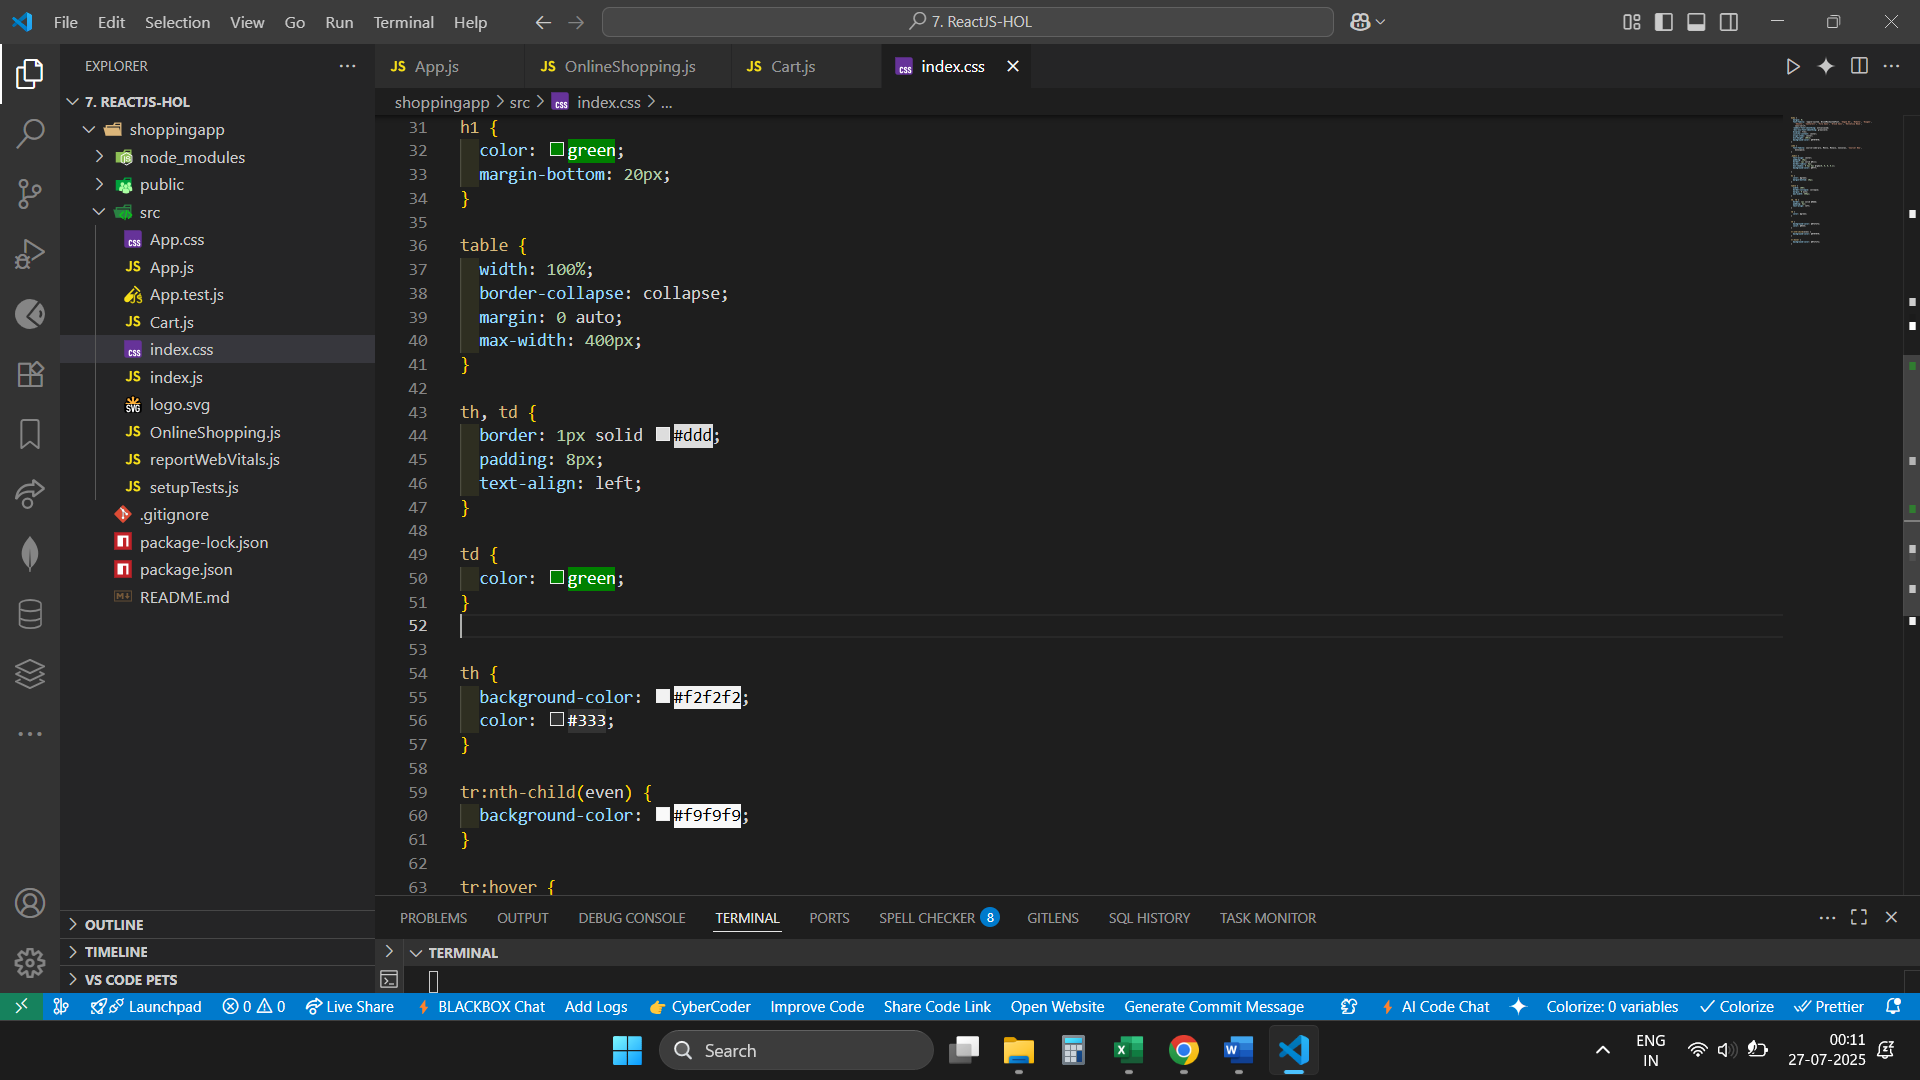 File Edit Selection View Go Run Terminal Help
7. ReactJS-HOL
EXPLORER
7. REACTJS-HOL
shoppingapp
node_modules
public
src
App.css
App.js
App.test.js
Cart.js
index.css
index.js
logo.svg
OnlineShopping.js
reportWebVitals.js
setupTests.js
.gitignore
package-lock.json
package.json
README.md
OUTLINE
TIMELINE
VS CODE PETS
JS App.js
JS OnlineShopping.js
JS Cart.js
index.css
shoppingapp > src > index.css > ...
31 h1 {
32 color: green;
33 margin-bottom: 20px;
34 }
35
36 table {
37 width: 100%;
38 border-collapse: collapse;
39 margin: 0 auto;
40 max-width: 400px;
41 }
42
43 th, td {
44 border: 1px solid #ddd;
45 padding: 8px;
46 text-align: left;
47 }
48
49 td {
50 color: green;
51 }
52
53
54 th {
55 background-color: #f2f2f2;
56 color: #333;
57 }
58
59 tr:nth-child(even) {
60 background-color: #f9f9f9;
61 }
62
63 tr:hover {
PROBLEMS OUTPUT DEBUG CONSOLE TERMINAL PORTS SPELL CHECKER 8 GITLENS SQL HISTORY TASK MONITOR
TERMINAL
Launchpad 0 0 Live Share BLACKBOX Chat Add Logs CyberCoder Improve Code Share Code Link Open Website Generate Commit Message AI Code Chat Colorize: 0 variables Colorize Prettier
Search
ENG
IN
00:11
27-07-2025